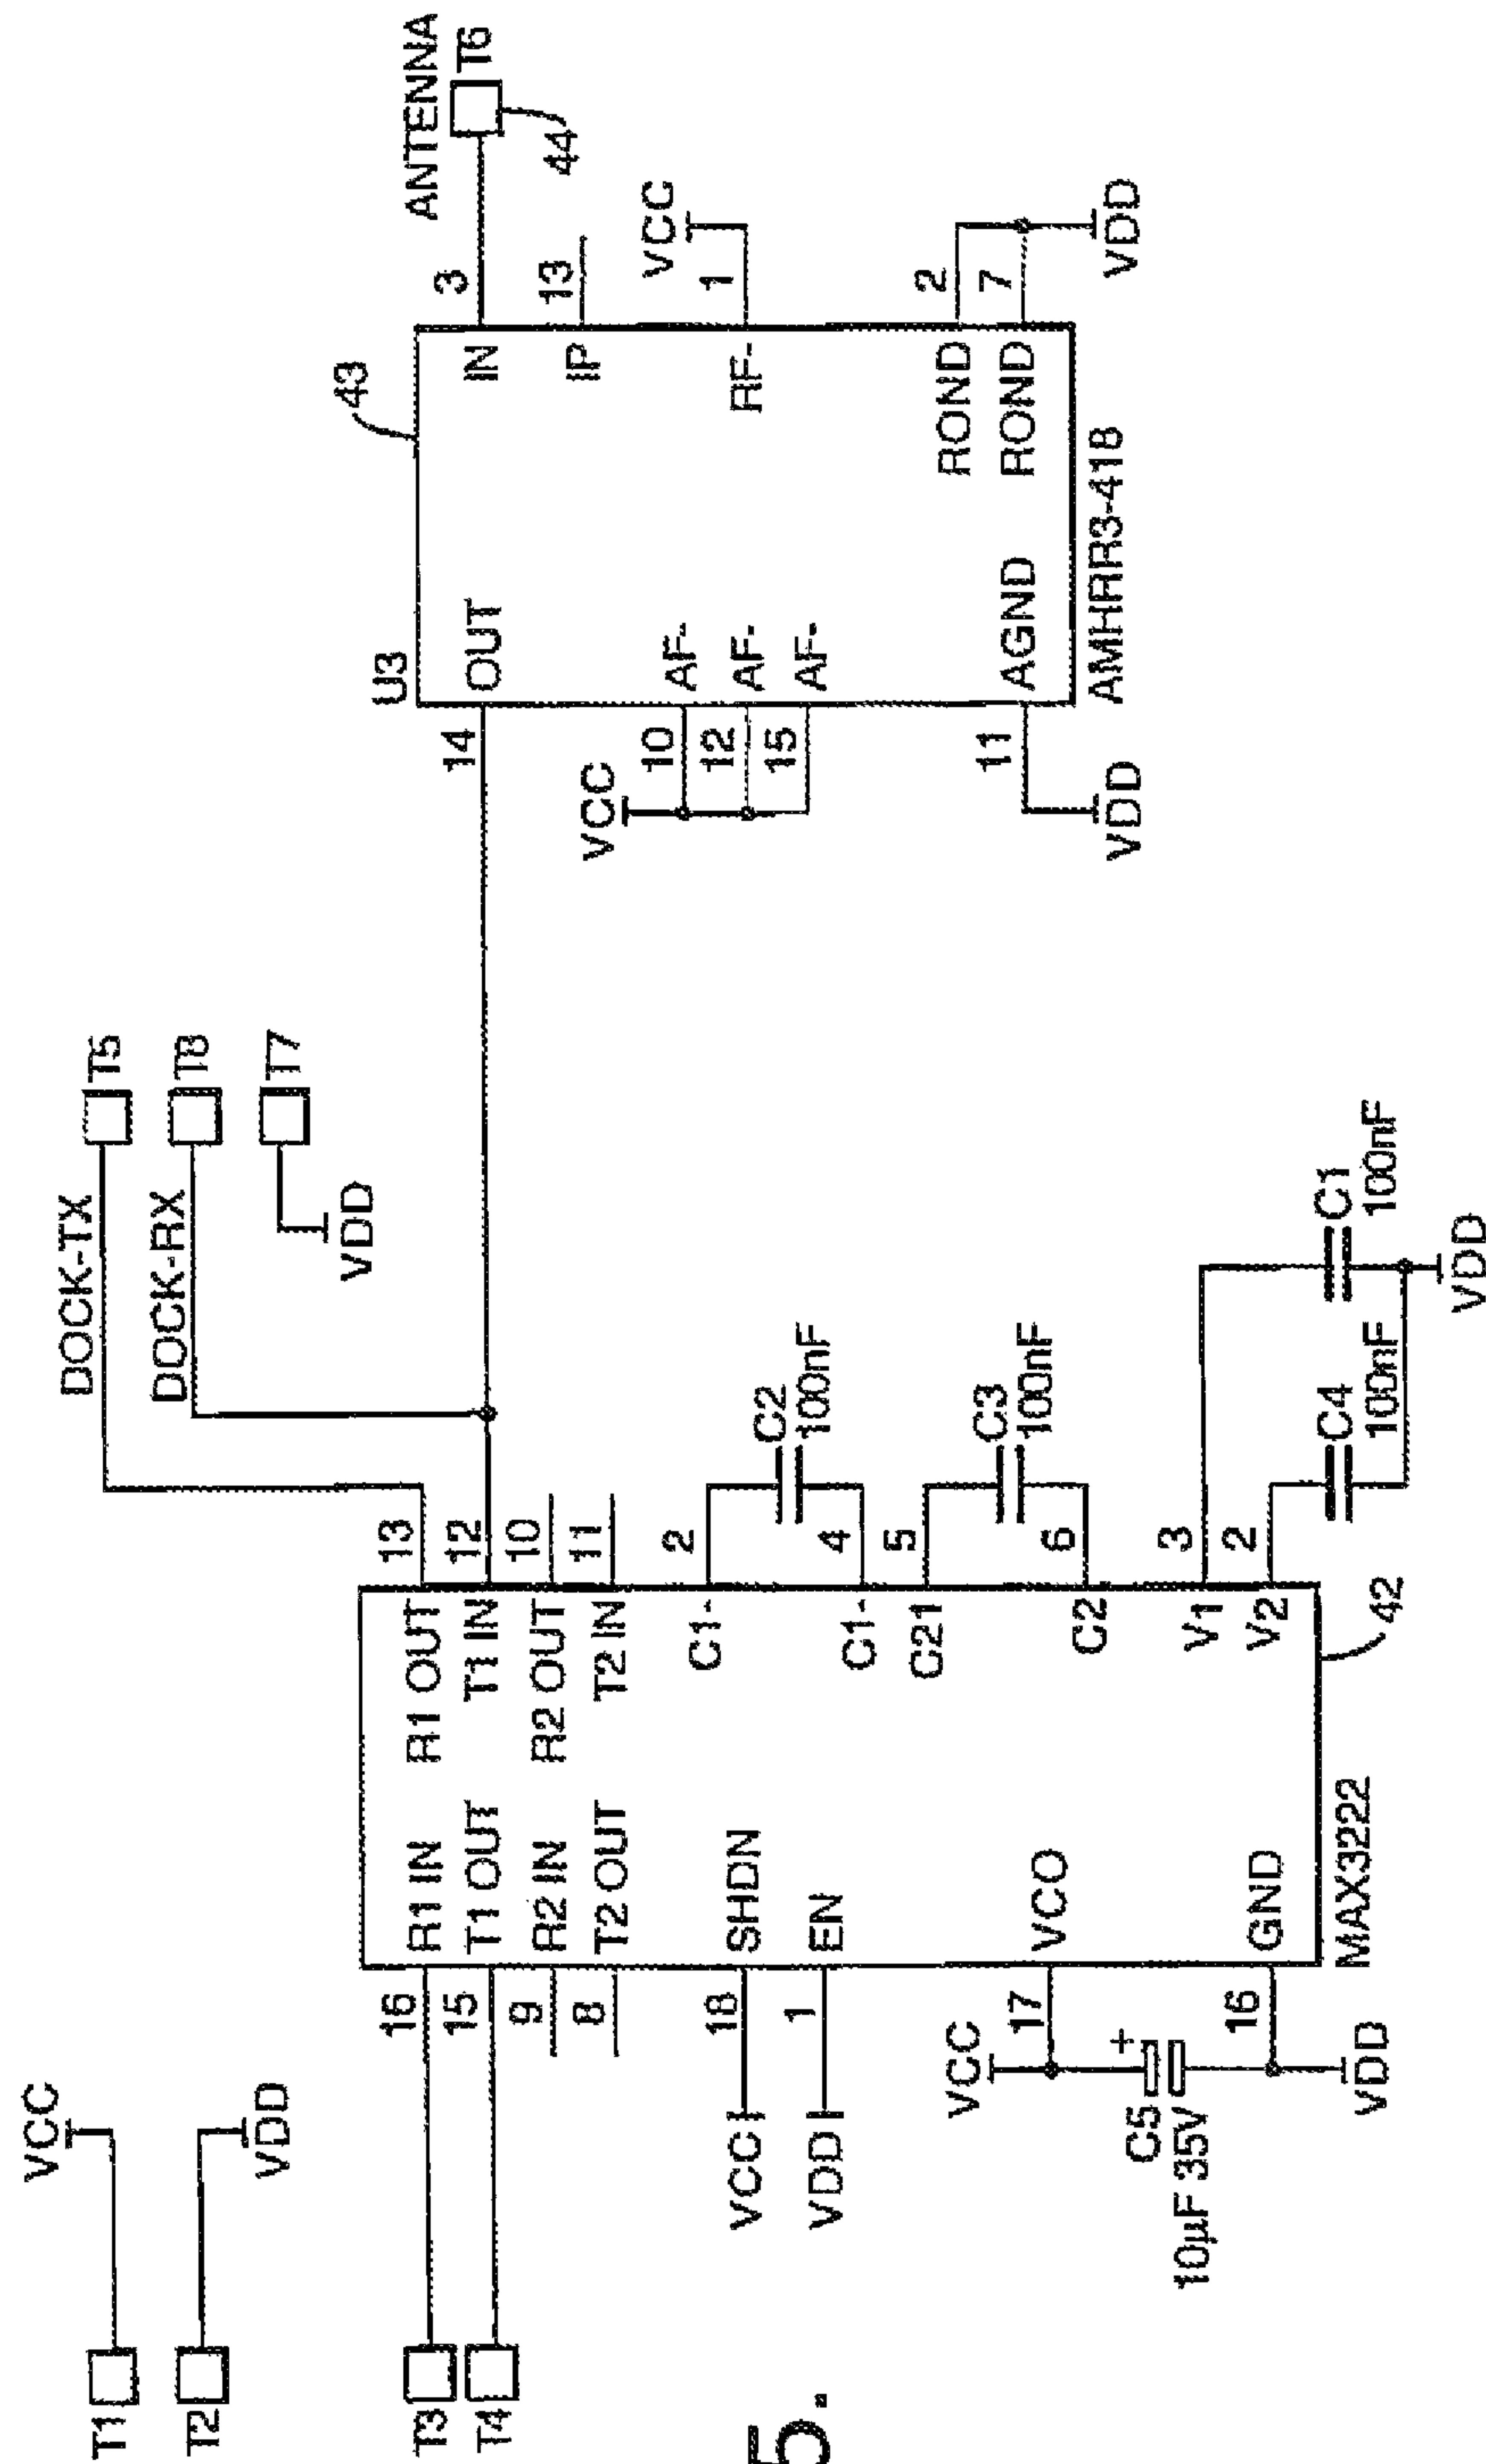 T1
VCC
T2
VDD
T3
T4
DOCK-TX
T5
DOCK-RX
T8
VDD
T7
16
R1 IN
R1 OUT
13
15
T1 OUT
T1 IN
12
9
R2 IN
R2 OUT
10
8
T2 OUT
T2 IN
11
VCC
18
SHDN
C1-
2
C2
100nF
VDD
1
EN
C1-
4
C21
5
C3
100nF
C2
6
VCC
17
VCO
V1
3
C1
100nF
C5
+
10µF 35V
16
GND
V2
2
C4
100nF
VDD
VDD
MAX3222
42
U3
43
14
OUT
IN
3
ANTENNA
T6
44
IP
13
VCC
10
AF-
12
AF-
15
AF-
RF-
1
VCC
11
AGND
VDD
ROND
2
ROND
7
VDD
AMHRR3-418
5.